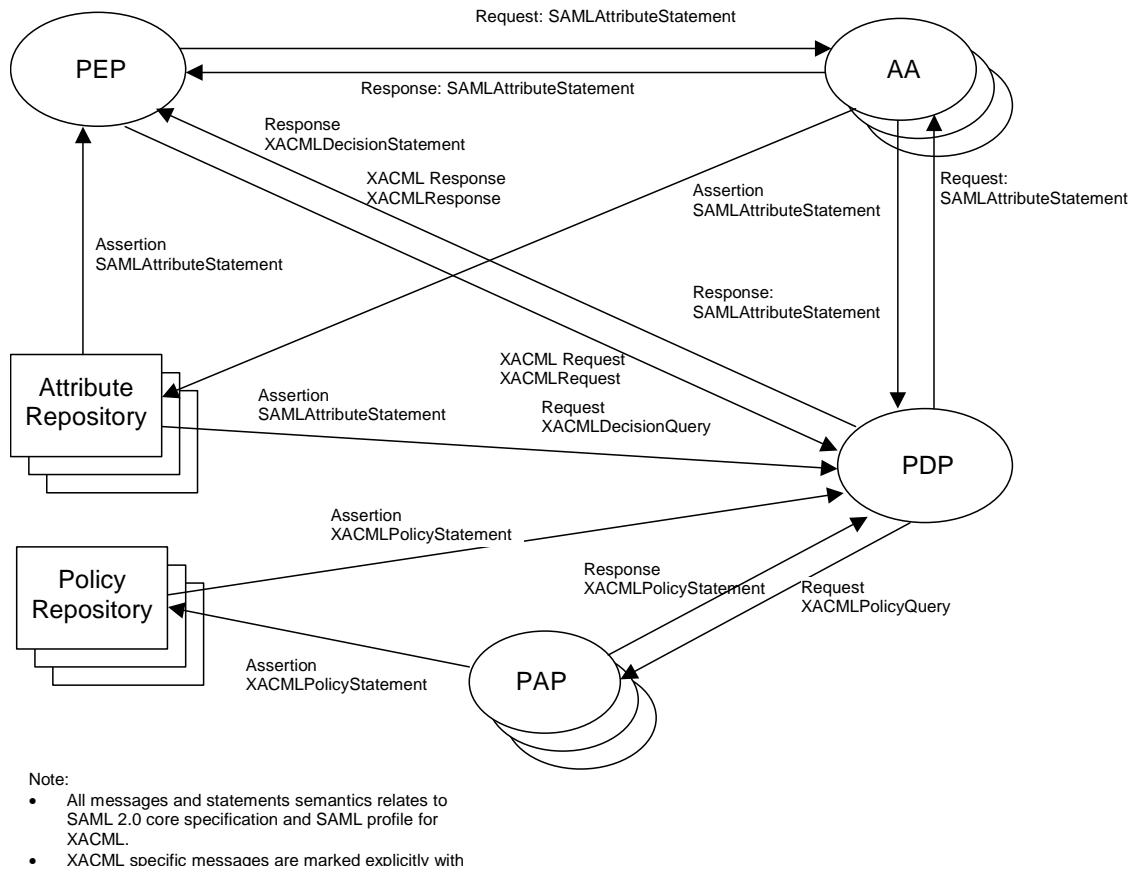 Request: SAMLAttributeStatement
PEP
AA
Response: SAMLAttributeStatement
Response
XACMLDecisionStatement
XACML Response
XACMLResponse
Assertion
SAMLAttributeStatement
Request:
SAMLAttributeStatement
Assertion
SAMLAttributeStatement
Response:
SAMLAttributeStatement
Attribute
Repository
XACML Request
XACMLRequest
Assertion
SAMLAttributeStatement
Request
XACMLDecisionQuery
PDP
Assertion
XACMLPolicyStatement
Policy
Repository
Response
XACMLPolicyStatement
Request
XACMLPolicyQuery
Assertion
XACMLPolicyStatement
PAP
Note:
• All messages and statements semantics relates to
SAML 2.0 core specification and SAML profile for
XACML.
• XACML specific messages are marked explicitly with